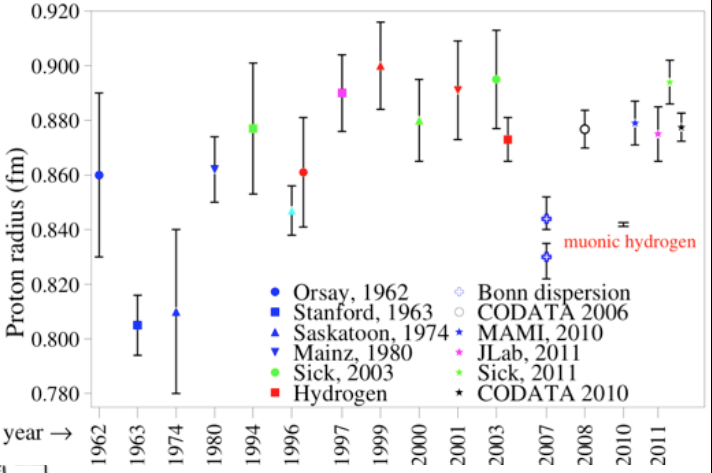 0.920
0.900
0.880
0.860
0.840
0.820
0.800
0.780
Proton radius (fm)
muonic hydrogen
Orsay, 1962
Stanford, 1963
Saskatoon, 1974
Mainz, 1980
Sick, 2003
Hydrogen
Bonn dispersion
CODATA 2006
MAMI, 2010
JLab, 2011
Sick, 2011
CODATA 2010
year →
1962
1963
1974
1980
1994
1996
1997
1999
2000
2001
2003
2007
2008
2010
2011